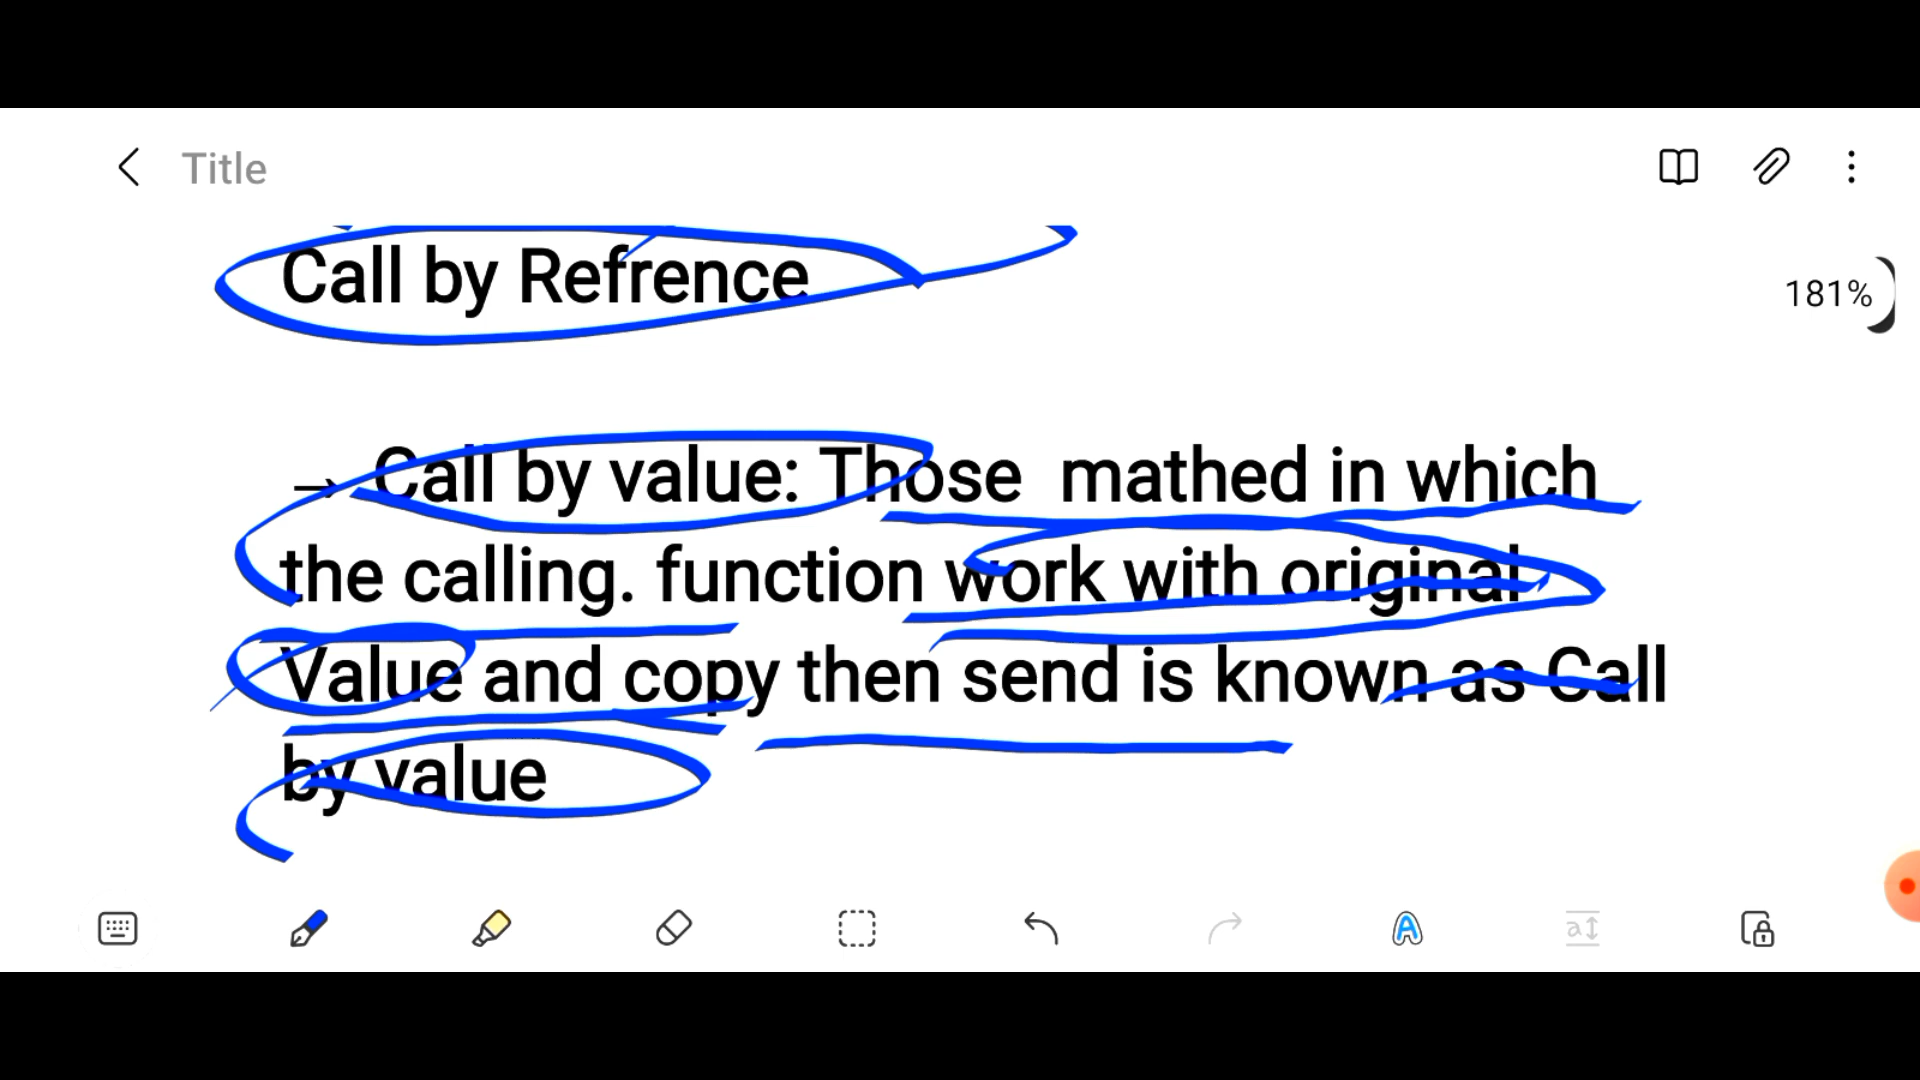 Title
Call by Refrence
181%
→ Call by value: Those mathed in which
the calling. function work with original
Value and copy then send is known as Call
by value